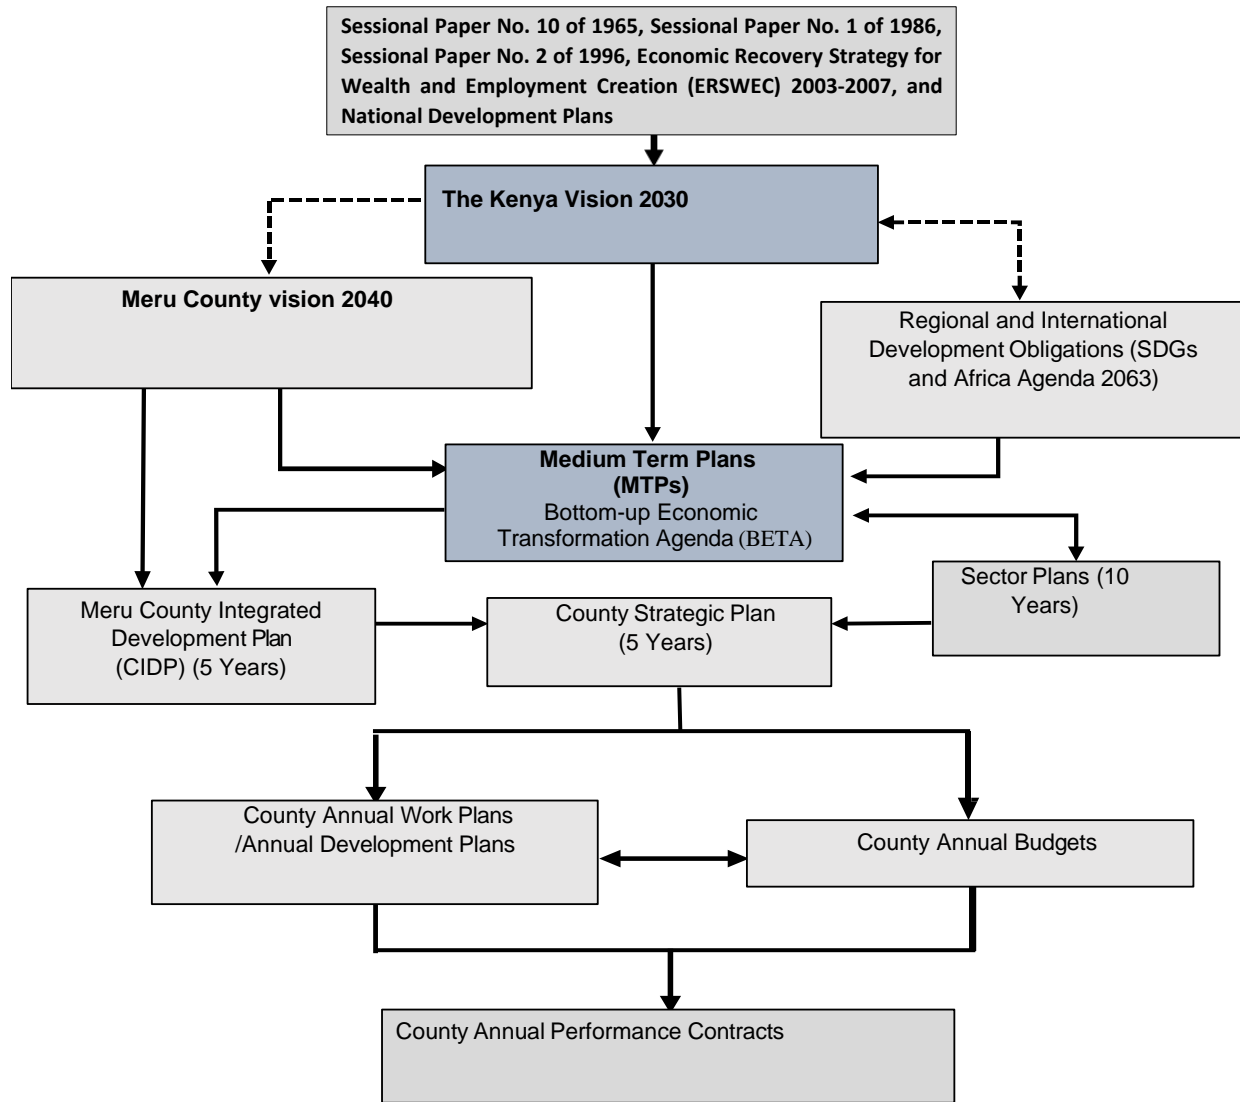 Sessional Paper No. 10 of 1965, Sessional Paper No. 1 of 1986,
Sessional Paper No. 2 of 1996, Economic Recovery Strategy for
Wealth and Employment Creation (ERSWEC) 2003-2007, and
National Development Plans
The Kenya Vision 2030
Meru County vision 2040
Regional and International
Development Obligations (SDGs
and Africa Agenda 2063)
Medium Term Plans
(MTPs)
Bottom-up Economic
Transformation Agenda (BETA)
Sector Plans (10
Years)
Meru County Integrated
Development Plan
(CIDP) (5 Years)
County Strategic Plan
(5 Years)
County Annual Work Plans
/Annual Development Plans
County Annual Budgets
County Annual Performance Contracts